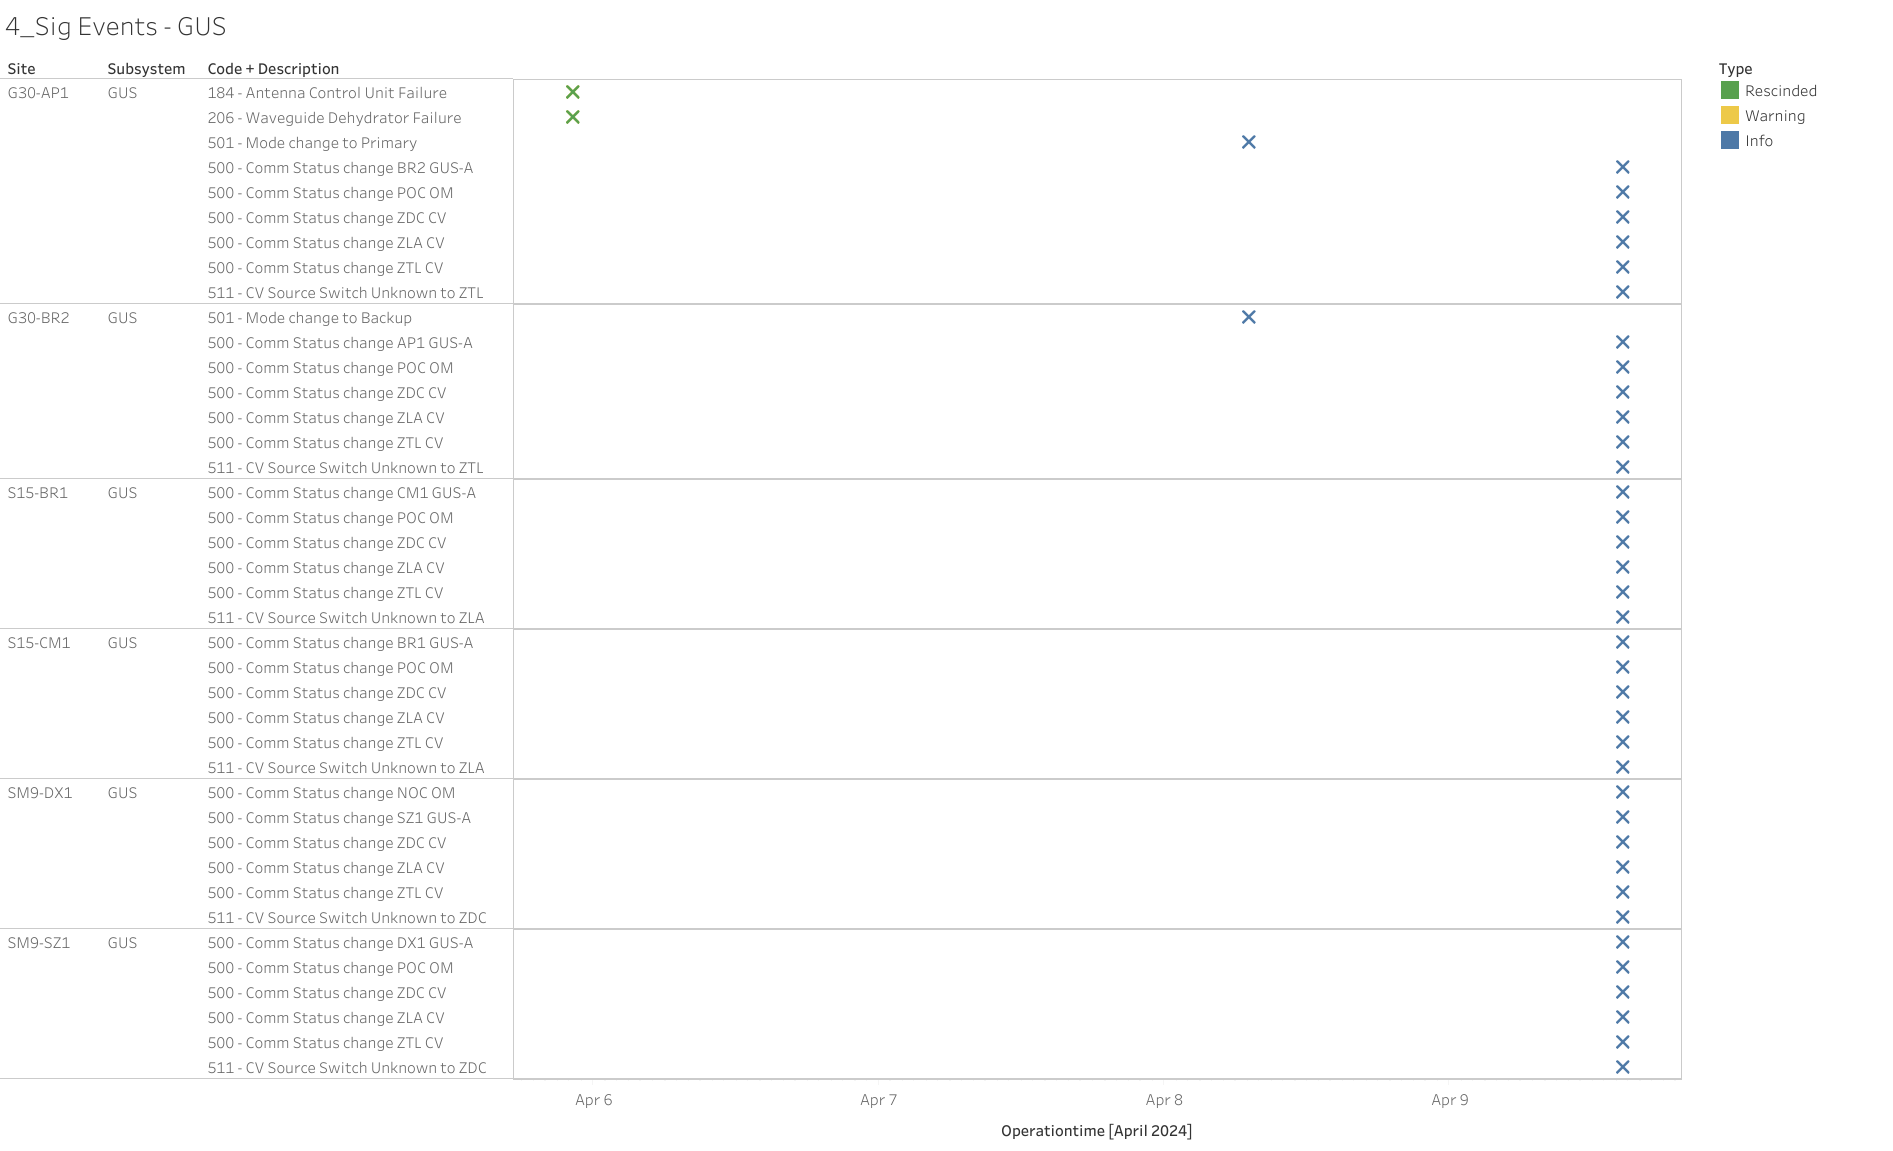 4_Sig Events - GUS
Site Subsystem Code + Description
Type
G30-AP1 GUS 184 - Antenna Control Unit Failure
Rescinded
206 - Waveguide Dehydrator Failure
Warning
501 - Mode change to Primary
Info
500 - Comm Status change BR2 GUS-A
500 - Comm Status change POC OM
500 - Comm Status change ZDC CV
500 - Comm Status change ZLA CV
500 - Comm Status change ZTL CV
511 - CV Source Switch Unknown to ZTL
G30-BR2 GUS 501 - Mode change to Backup
500 - Comm Status change AP1 GUS-A
500 - Comm Status change POC OM
500 - Comm Status change ZDC CV
500 - Comm Status change ZLA CV
500 - Comm Status change ZTL CV
511 - CV Source Switch Unknown to ZTL
S15-BR1 GUS 500 - Comm Status change CM1 GUS-A
500 - Comm Status change POC OM
500 - Comm Status change ZDC CV
500 - Comm Status change ZLA CV
500 - Comm Status change ZTL CV
511 - CV Source Switch Unknown to ZLA
S15-CM1 GUS 500 - Comm Status change BR1 GUS-A
500 - Comm Status change POC OM
500 - Comm Status change ZDC CV
500 - Comm Status change ZLA CV
500 - Comm Status change ZTL CV
511 - CV Source Switch Unknown to ZLA
SM9-DX1 GUS 500 - Comm Status change NOC OM
500 - Comm Status change SZ1 GUS-A
500 - Comm Status change ZDC CV
500 - Comm Status change ZLA CV
500 - Comm Status change ZTL CV
511 - CV Source Switch Unknown to ZDC
SM9-SZ1 GUS 500 - Comm Status change DX1 GUS-A
500 - Comm Status change POC OM
500 - Comm Status change ZDC CV
500 - Comm Status change ZLA CV
500 - Comm Status change ZTL CV
511 - CV Source Switch Unknown to ZDC
Apr 6 Apr 7 Apr 8 Apr 9
Operationtime [April 2024]